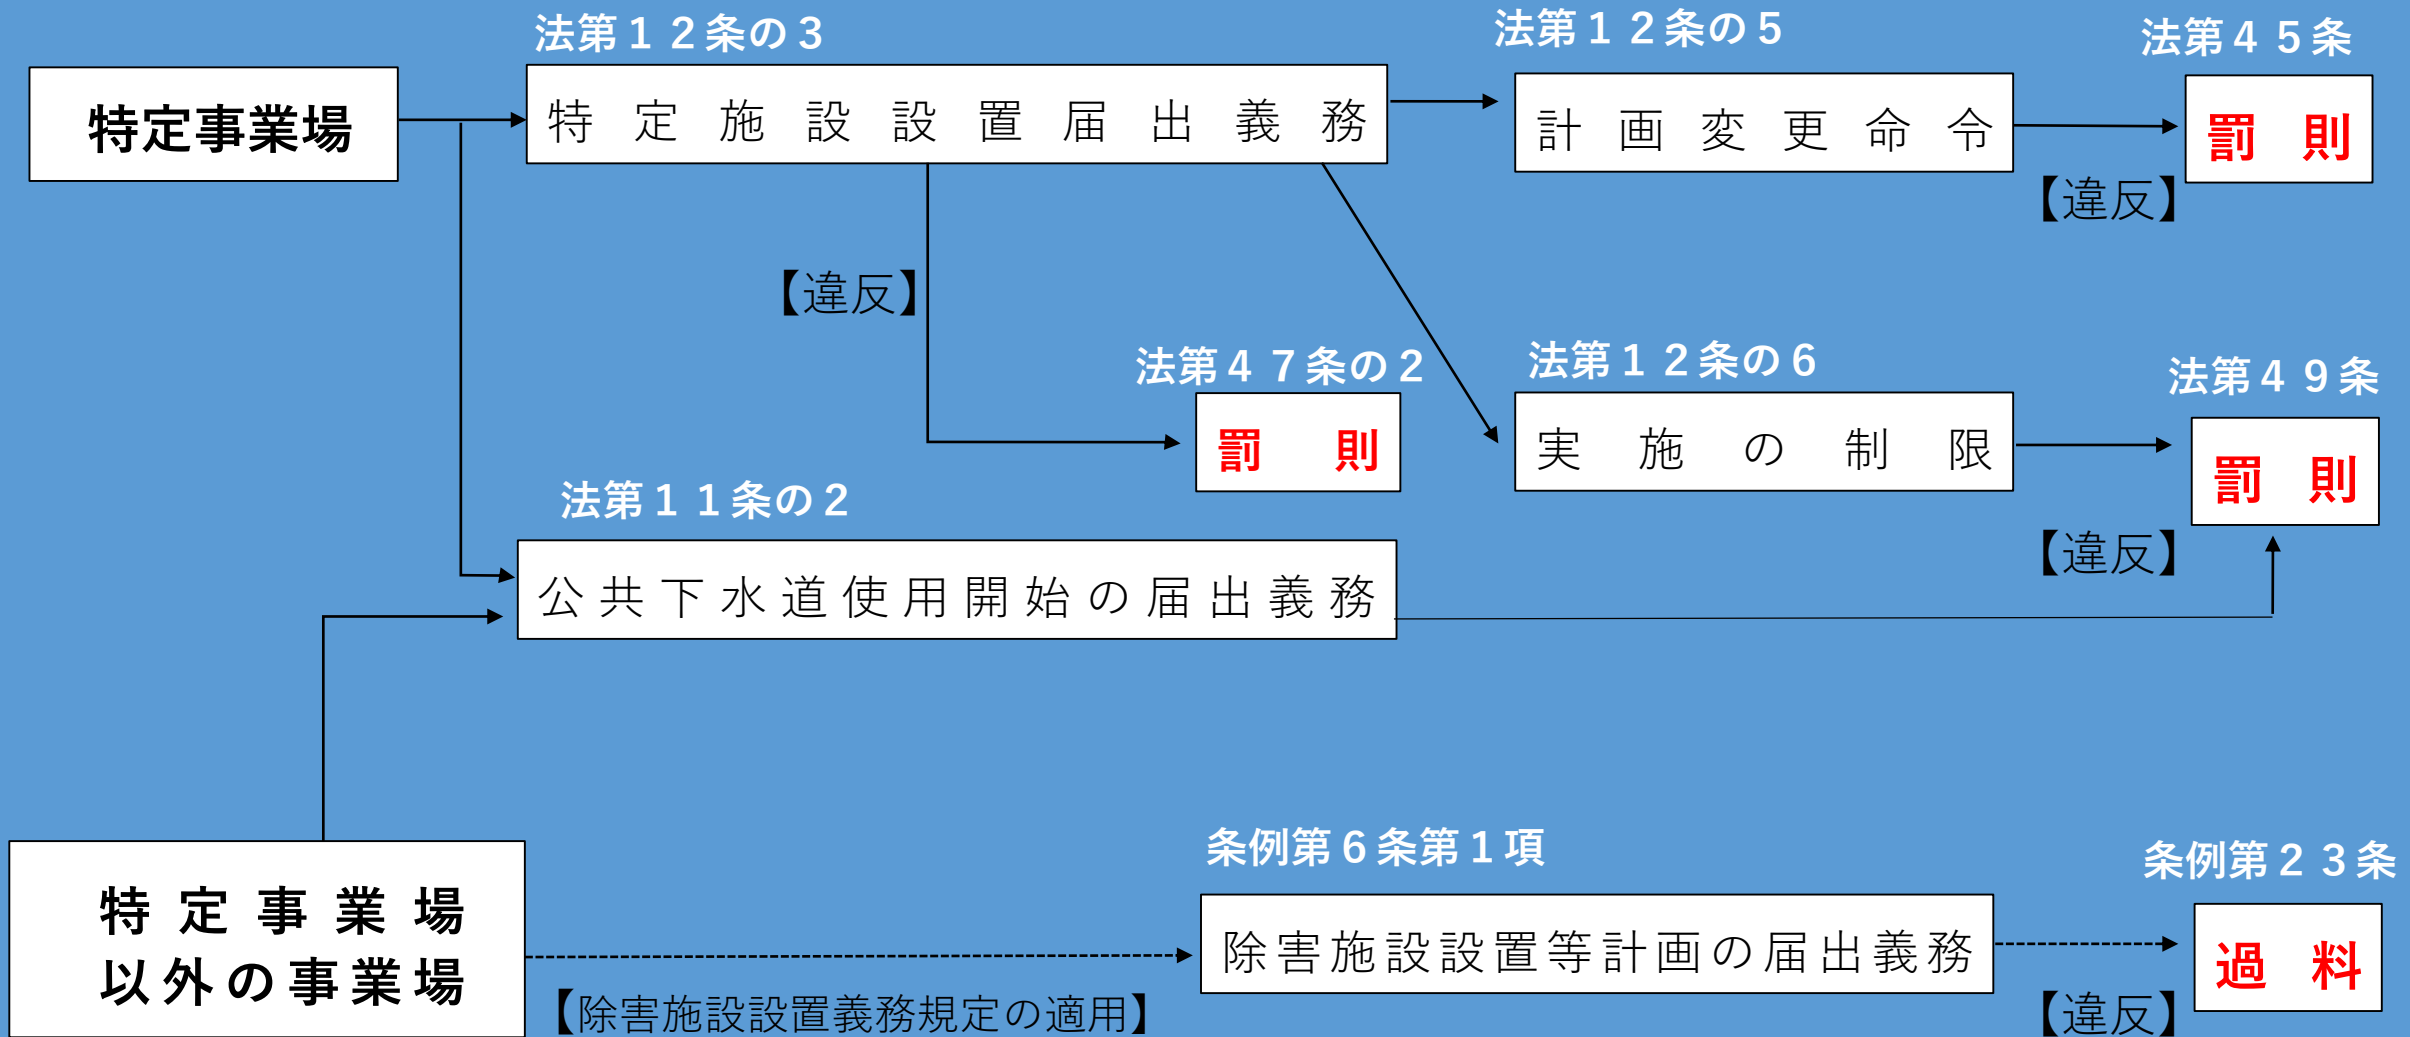 法第１２条の３
法第１２条の５
法第４５条
特定事業場
特定施設設置届出義務
計画変更命令
罰則
【違反】
【違反】
法第４７条の２
法第１２条の６
法第４９条
罰則
実施の制限
罰則
法第１１条の２
【違反】
公共下水道使用開始の届出義務
条例第６条第１項
条例第２３条
特定事業場
以外の事業場
除害施設設置等計画の届出義務
過料
【除害施設設置義務規定の適用】
【違反】